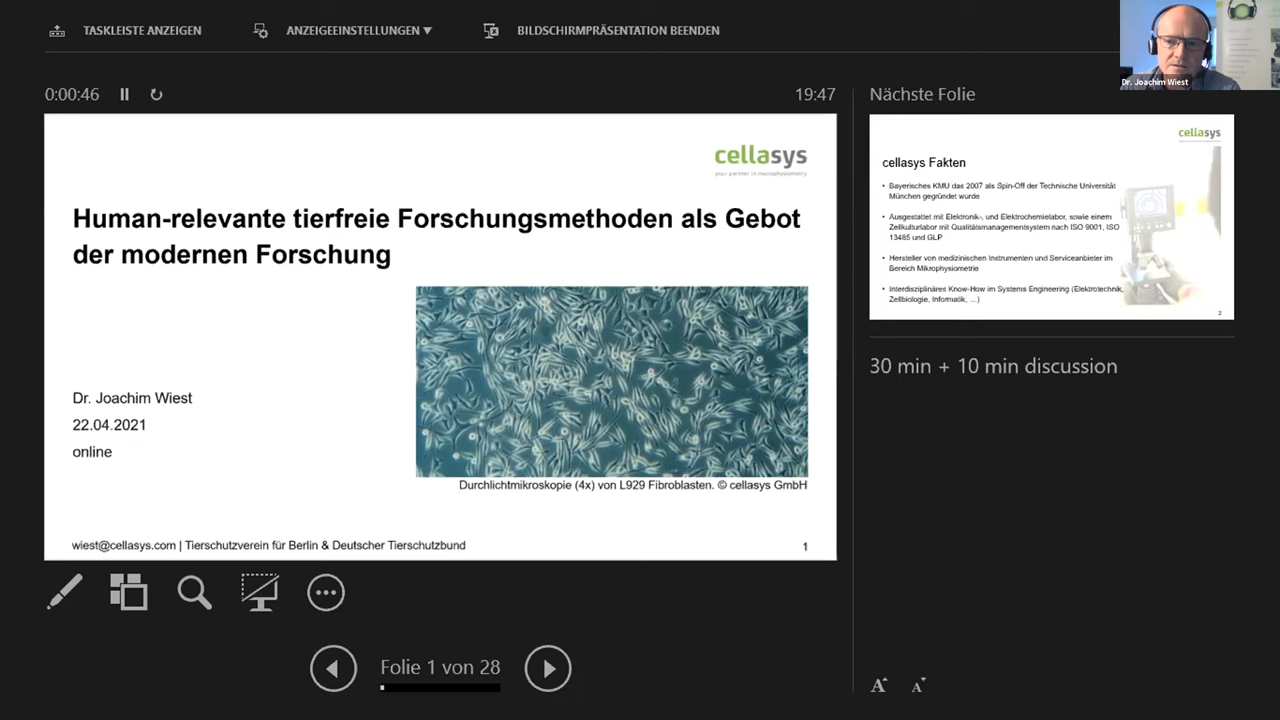 TASKLEISTE ANZEIGEN
ANZEIGEEINSTELLUNGEN
BILDSCHIRMPRÄSENTATION BEENDEN
Dr. Joachim Wiest
0:00:46
19:47
Nächste Folie
cellasys
your partner in microphysiometry
Human-relevante tierfreie Forschungsmethoden als Gebot
der modernen Forschung
Dr. Joachim Wiest
22.04.2021
online
Durchlichtmikroskopie (4x) von L929 Fibroblasten. © cellasys GmbH
wiest@cellasys.com | Tierschutzverein für Berlin & Deutscher Tierschutzbund
1
cellasys
cellasys Fakten
• Bayerisches KMU das 2007 als Spin-Off der Technische Universität
München gegründet wurde
• Ausgestattet mit Elektronik-, und Elektrochemielabor, sowie einem
Zellkulturlabor mit Qualitätsmanagementsystem nach ISO 9001, ISO
13485 und GLP
• Hersteller von medizinischen Instrumenten und Serviceanbieter im
Bereich Mikrophysiometrie
• Interdisziplinäres Know-How im Systems Engineering (Elektrotechnik,
Zellbiologie, Informatik, ...)
2
30 min + 10 min discussion
Folie 1 von 28
A
A